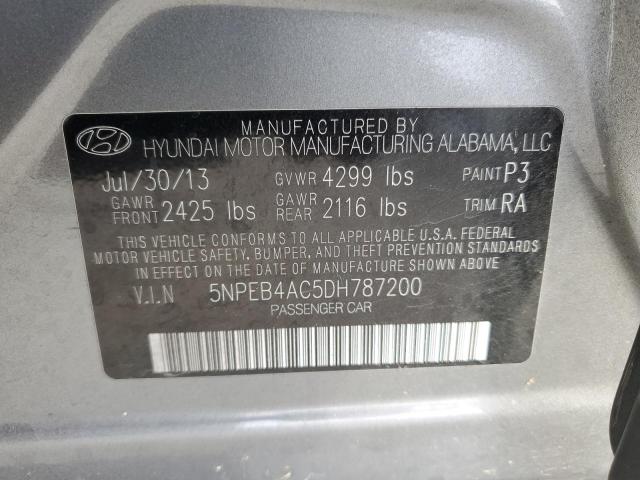 MANUFACTURED BY
HYUNDAI MOTOR MANUFACTURING ALABAMA, LLC
Jul/30/13 GVWR 4299 lbs PAINT P3
GAWR FRONT 2425 lbs GAWR REAR 2116 lbs TRIM RA
THIS VEHICLE CONFORMS TO ALL APPLICABLE U.S.A. FEDERAL
MOTOR VEHICLE SAFETY, BUMPER, AND THEFT PREVENTION STANDARDS
IN EFFECT ON THE DATE OF MANUFACTURE SHOWN ABOVE.
V.I.N 5NPEB4AC5DH787200
PASSENGER CAR